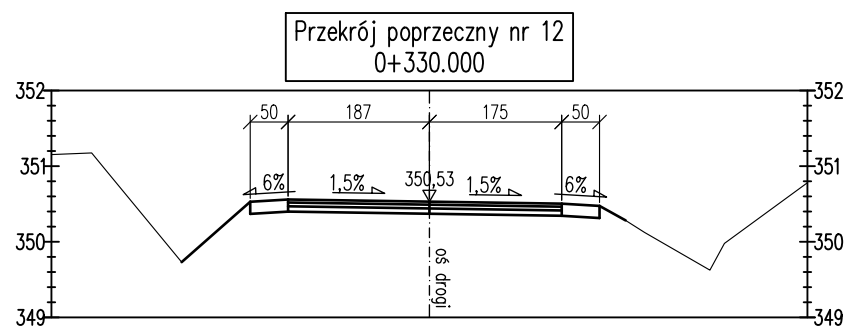 Przekrój poprzeczny nr 12
0+330.000
352 352
50 187 175 50
351 351
6% 1,5% 350,53 1,5% 6%
350 350
oś drogi
349 349